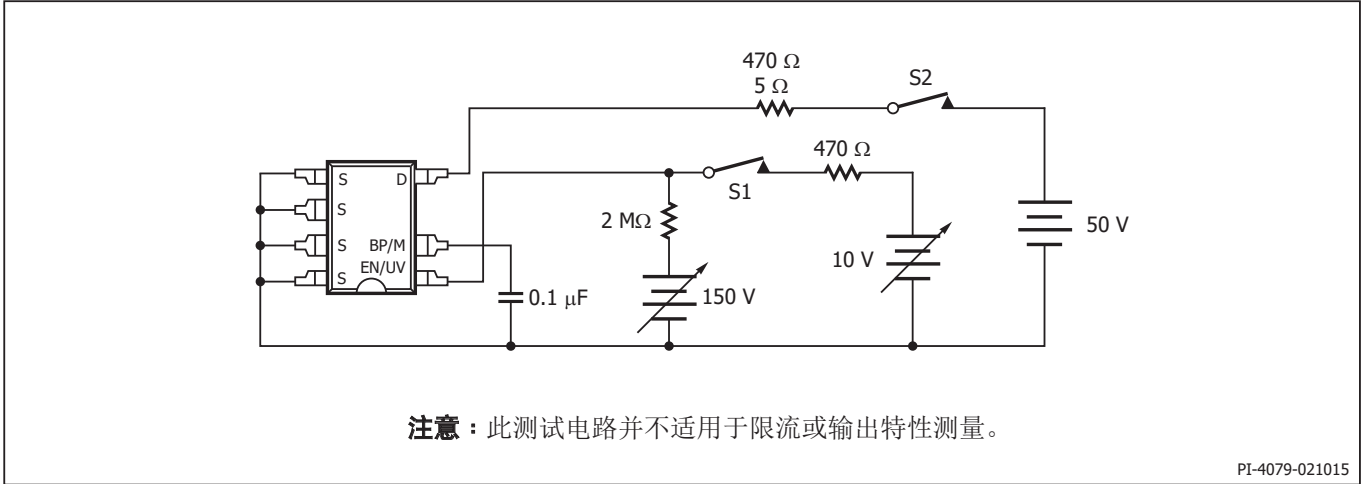 470 Ω
5 Ω
S2
470 Ω
S1
S
D
S
S
BP/M
S
EN/UV
2 MΩ
150 V
10 V
50 V
0.1 μF
注意：此测试电路并不适用于限流或输出特性测量。
PI-4079-021015